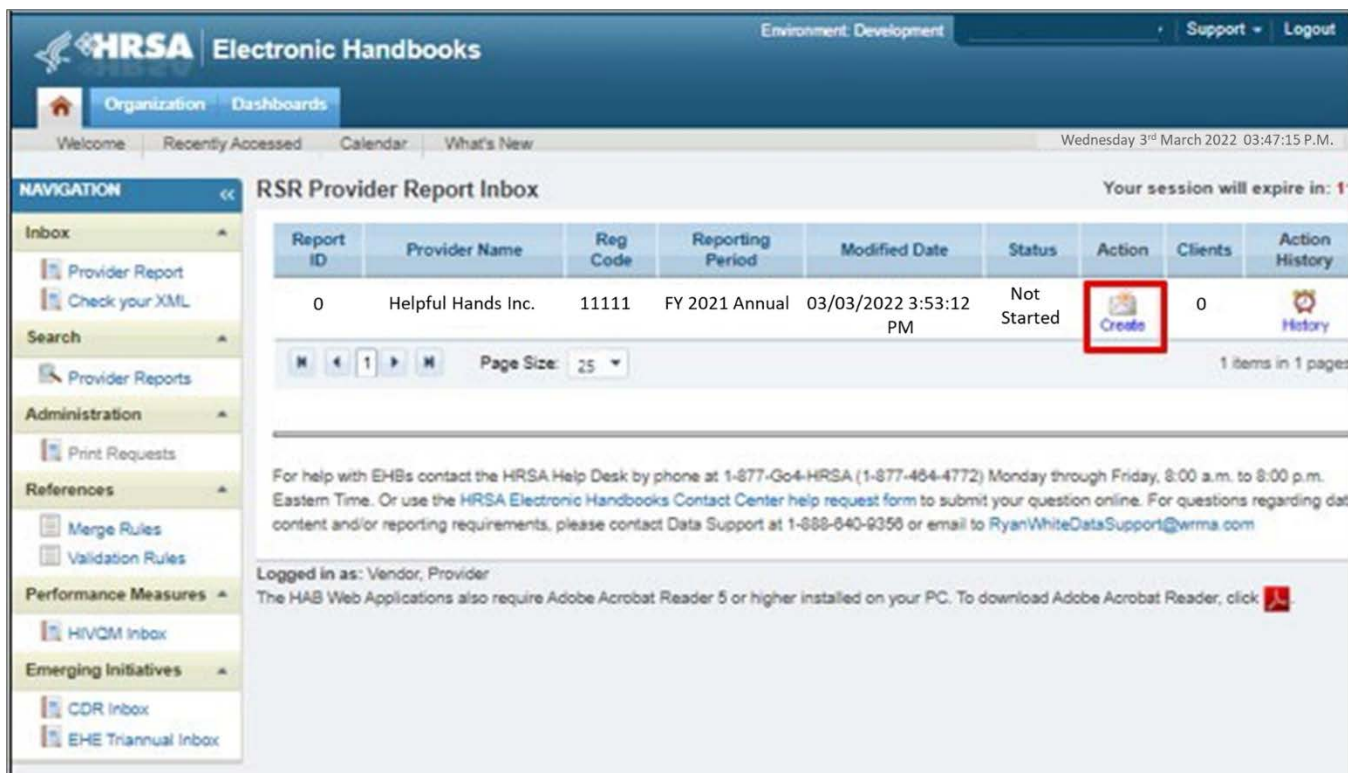 Environment: Development
Support
Logout
HRSA Electronic Handbooks
Organization Dashboards
Welcome Recently Accessed Calendar What's New
Wednesday 3rd March 2022 03:47:15 P.M.
NAVIGATION «
RSR Provider Report Inbox
Your session will expire in:
Inbox
Provider Report
Check your XML
Search
Provider Reports
Administration
Print Requests
References
Merge Rules
Validation Rules
Performance Measures
HIVQM Inbox
Emerging Initiatives
CDR Inbox
EHE Triannual Inbox
Report ID Provider Name Reg Code Reporting Period Modified Date Status Action Clients Action History
0 Helpful Hands Inc. 11111 FY 2021 Annual 03/03/2022 3:53:12 PM Not Started Create 0 History
1 Page Size: 25 1 items in 1 pages
For help with EHBs contact the HRSA Help Desk by phone at 1-877-Go4-HRSA (1-877-464-4772) Monday through Friday, 8:00 a.m. to 8:00 p.m.
Eastern Time. Or use the HRSA Electronic Handbooks Contact Center help request form to submit your question online. For questions regarding dat
content and/or reporting requirements, please contact Data Support at 1-888-640-9356 or email to RyanWhiteDataSupport@wrma.com
Logged in as: Vendor, Provider
The HAB Web Applications also require Adobe Acrobat Reader 5 or higher installed on your PC. To download Adobe Acrobat Reader, click .